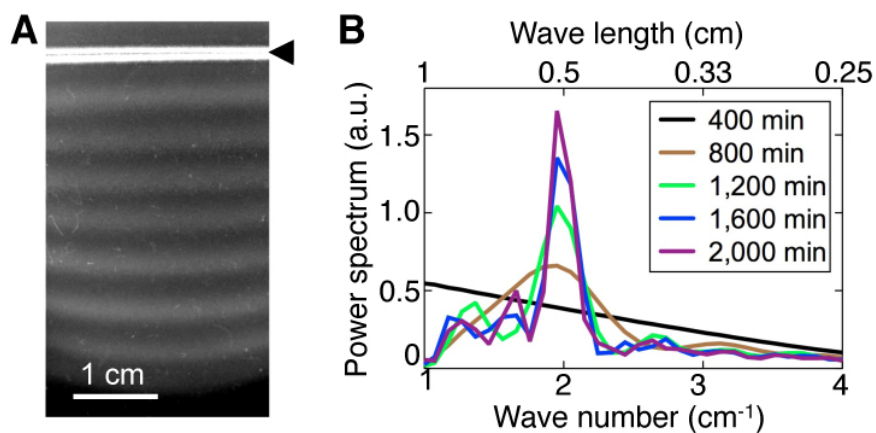 A
1 cm
B
Wave length (cm)
1 0.5 0.33 0.25
Power spectrum (a.u.)
1.5
1.0
0.5
0
400 min
800 min
1,200 min
1,600 min
2,000 min
1 2 3 4
Wave number (cm⁻¹)